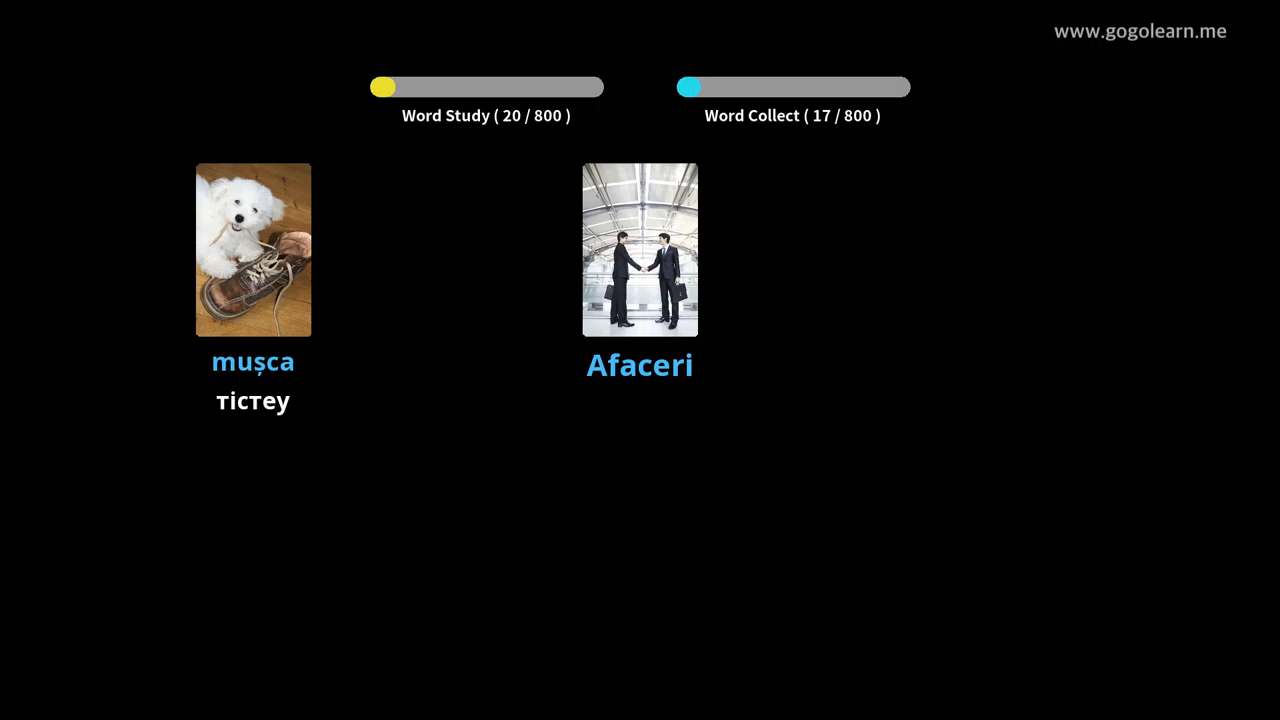 www.gogolearn.me
Word Study ( 20 / 800 )
Word Collect ( 17 / 800 )
mușca
тістеу
Afaceri